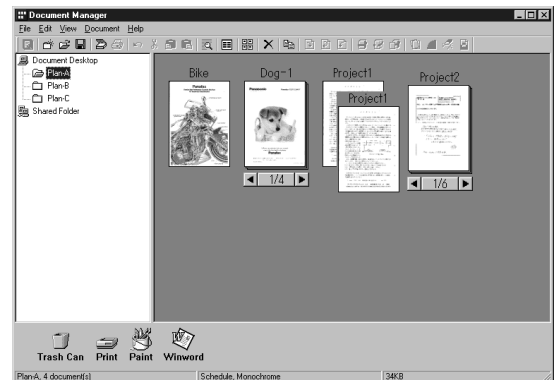 Document Manager
File Edit View Document Help
Document Desktop
Plan-A
Plan-B
Plan-C
Shared Folder
Bike
Dog-1
Project1
Project1
Project2
Panasonic
1/4
1/6
Trash Can Print Paint Winword
Plan-A, 4 document(s) Schedule, Monochrome 34KB